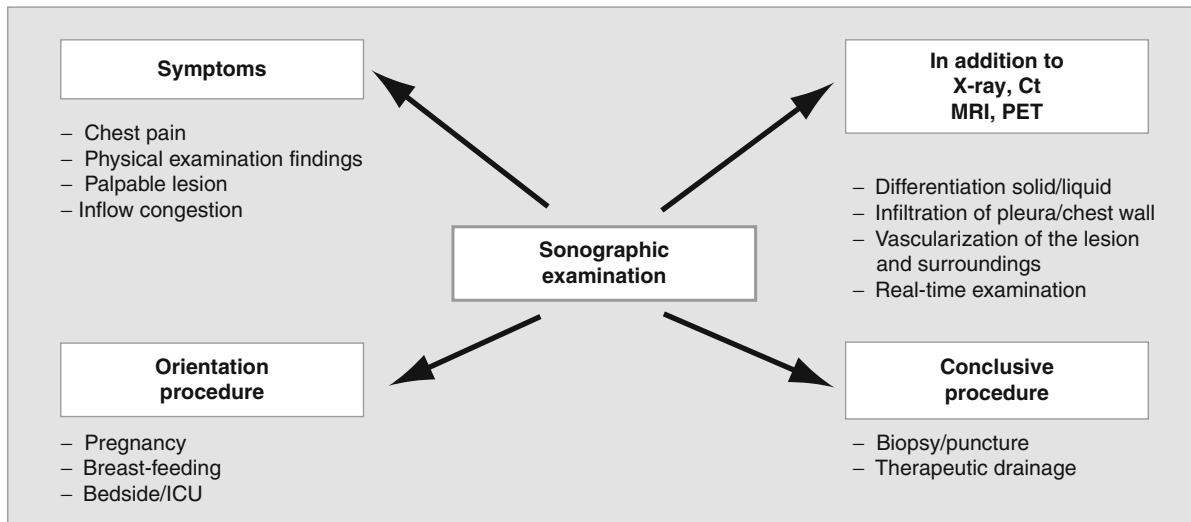 Symptoms
– Chest pain
– Physical examination findings
– Palpable lesion
– Inflow congestion
In addition to
X-ray, Ct
MRI, PET
– Differentiation solid/liquid
– Infiltration of pleura/chest wall
– Vascularization of the lesion
and surroundings
– Real-time examination
Sonographic
examination
Orientation
procedure
– Pregnancy
– Breast-feeding
– Bedside/ICU
Conclusive
procedure
– Biopsy/puncture
– Therapeutic drainage